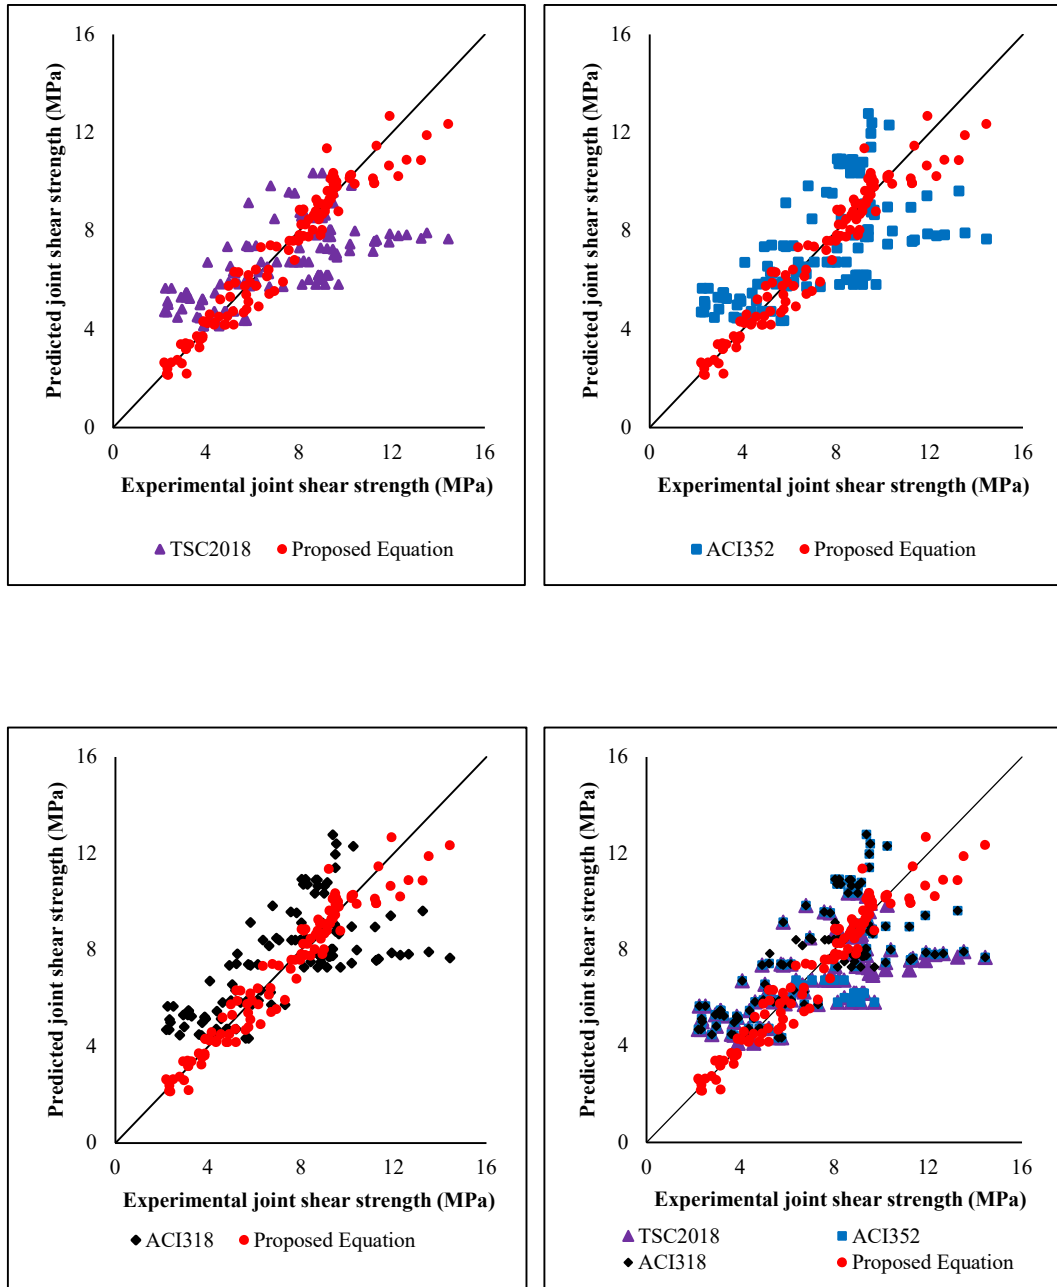 16
12
8
4
0
Predicted joint shear strength (MPa)
0 4 8 12 16
Experimental joint shear strength (MPa)
TSC2018 Proposed Equation
16
12
8
4
0
Predicted joint shear strength (MPa)
0 4 8 12 16
Experimental joint shear strength (MPa)
ACI352 Proposed Equation
16
12
8
4
0
Predicted joint shear strength (MPa)
0 4 8 12 16
Experimental joint shear strength (MPa)
ACI318 Proposed Equation
16
12
8
4
0
Predicted joint shear strength (MPa)
0 4 8 12 16
Experimental joint shear strength (MPa)
TSC2018 ACI352
ACI318 Proposed Equation